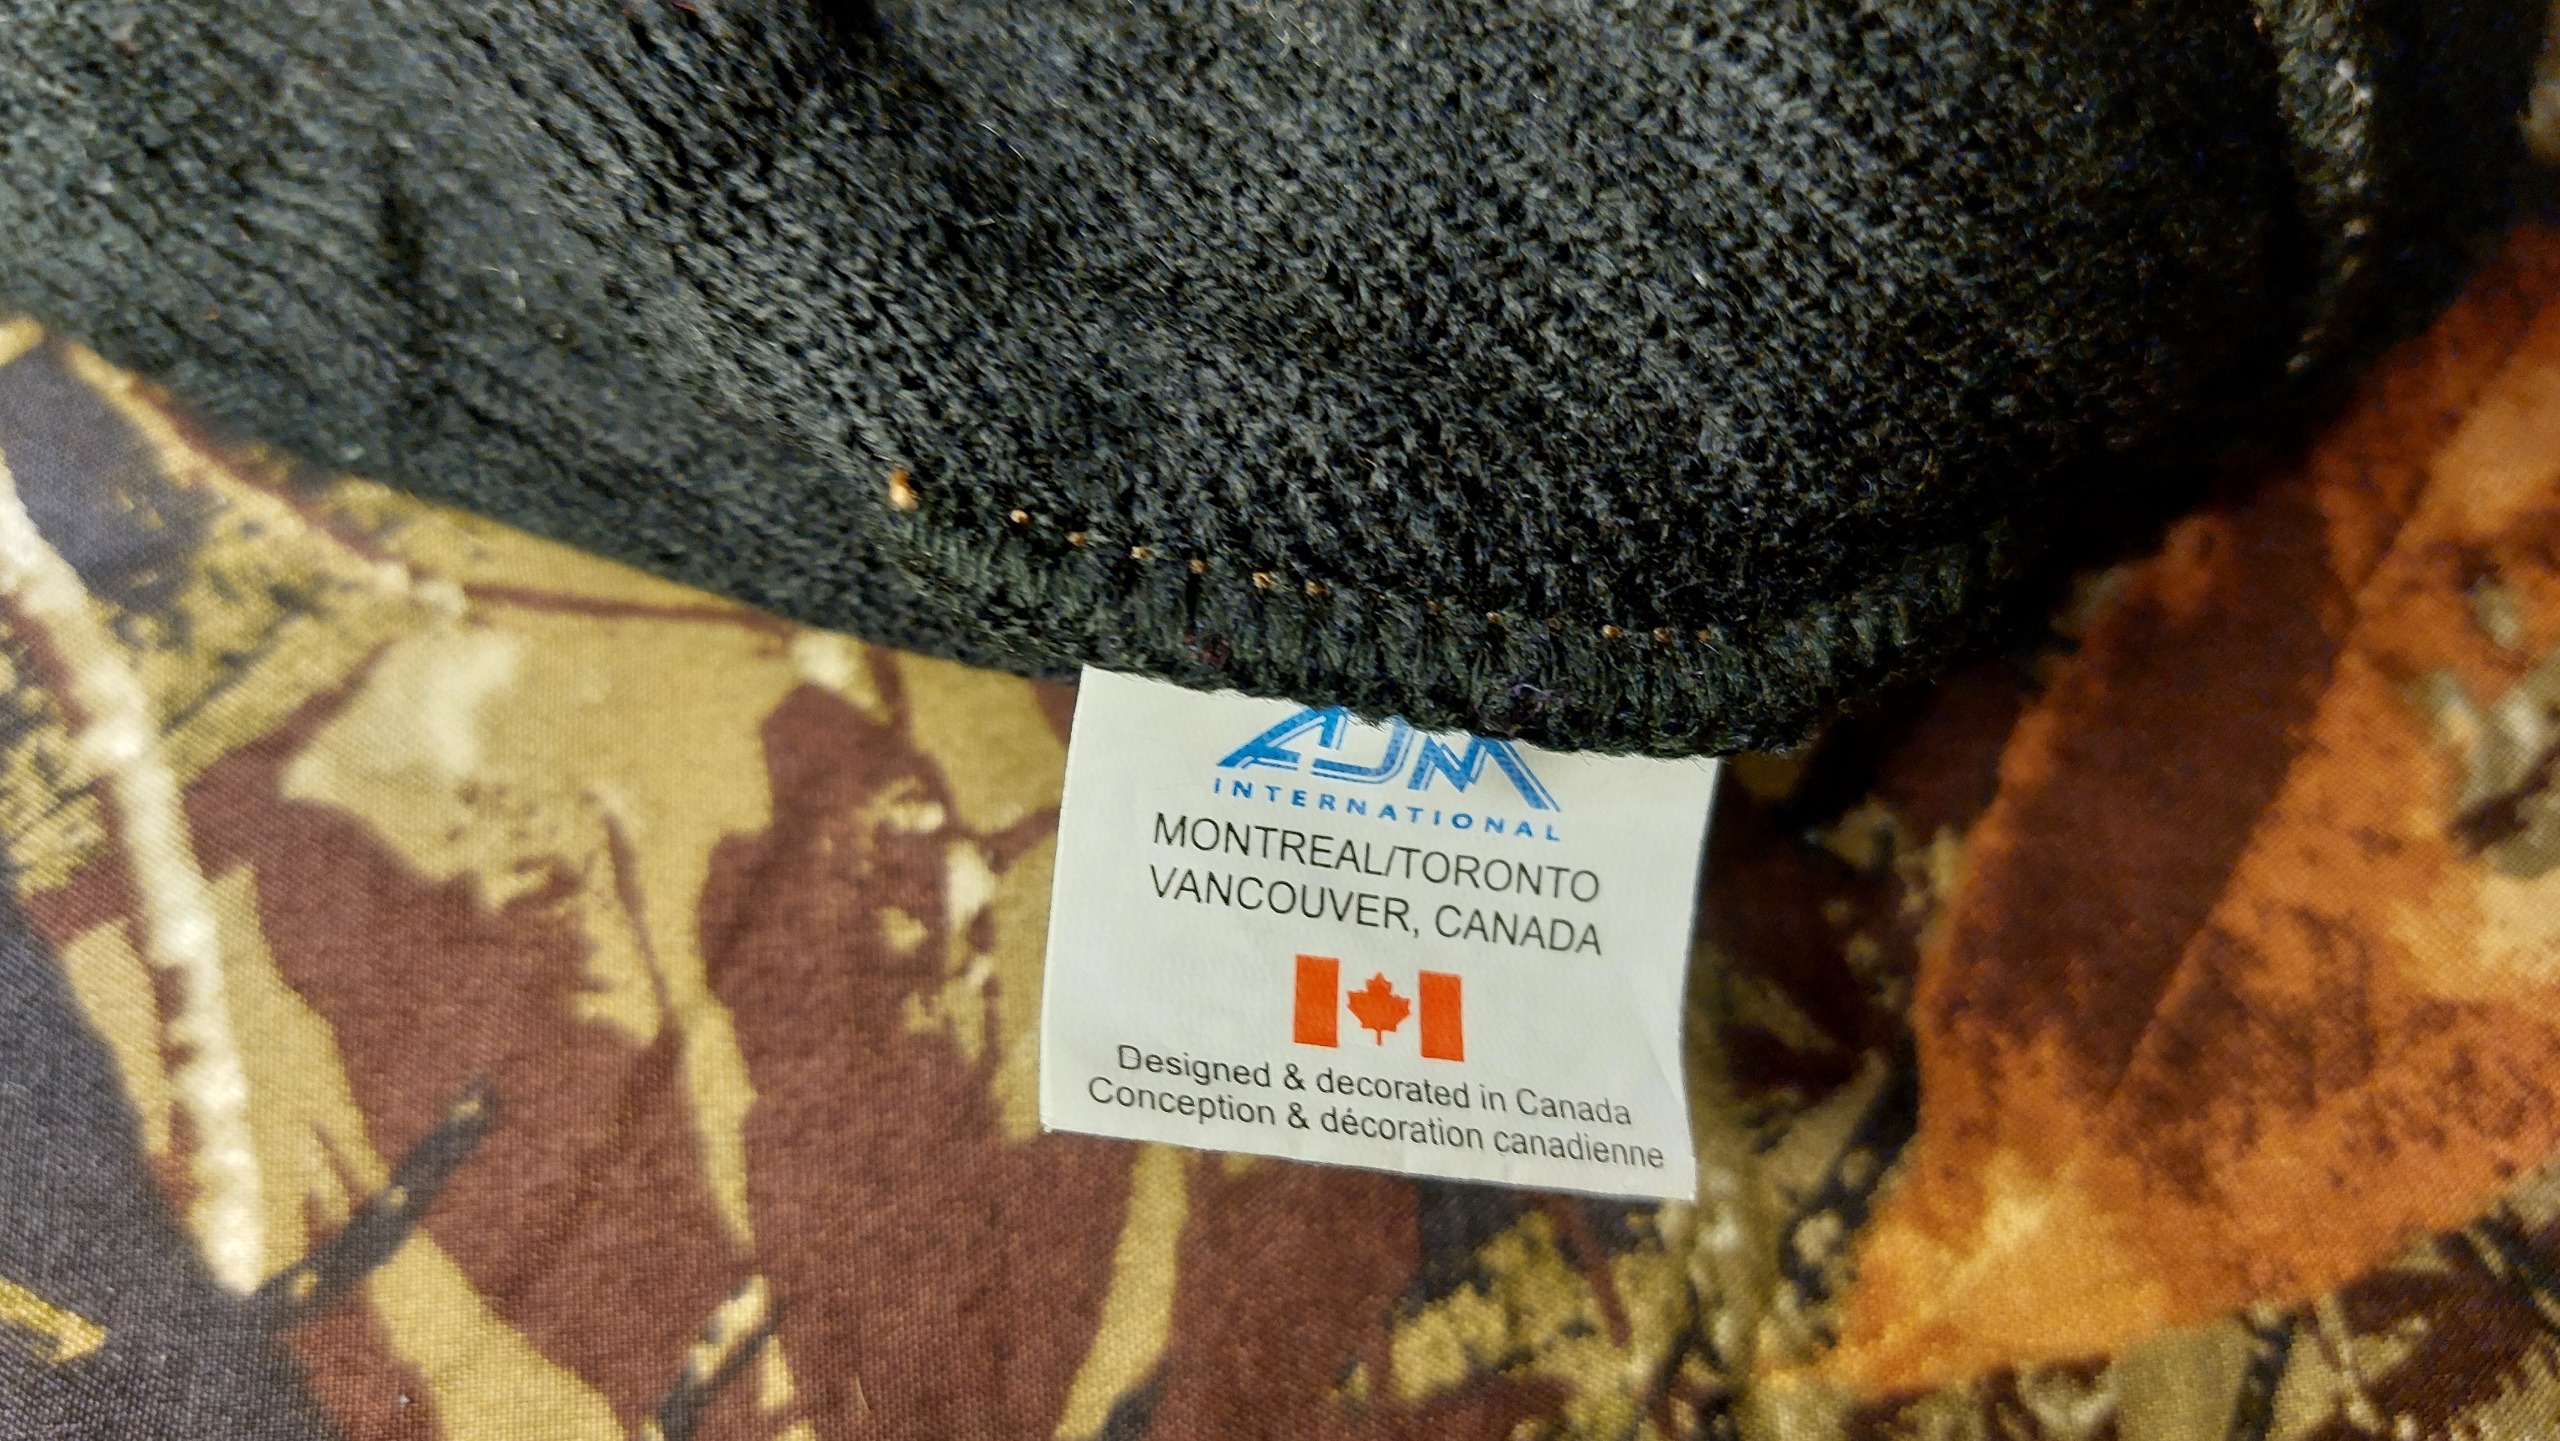 AJM
INTERNATIONAL
MONTREAL/TORONTO
VANCOUVER, CANADA
Designed & decorated in Canada
Conception & décoration canadienne